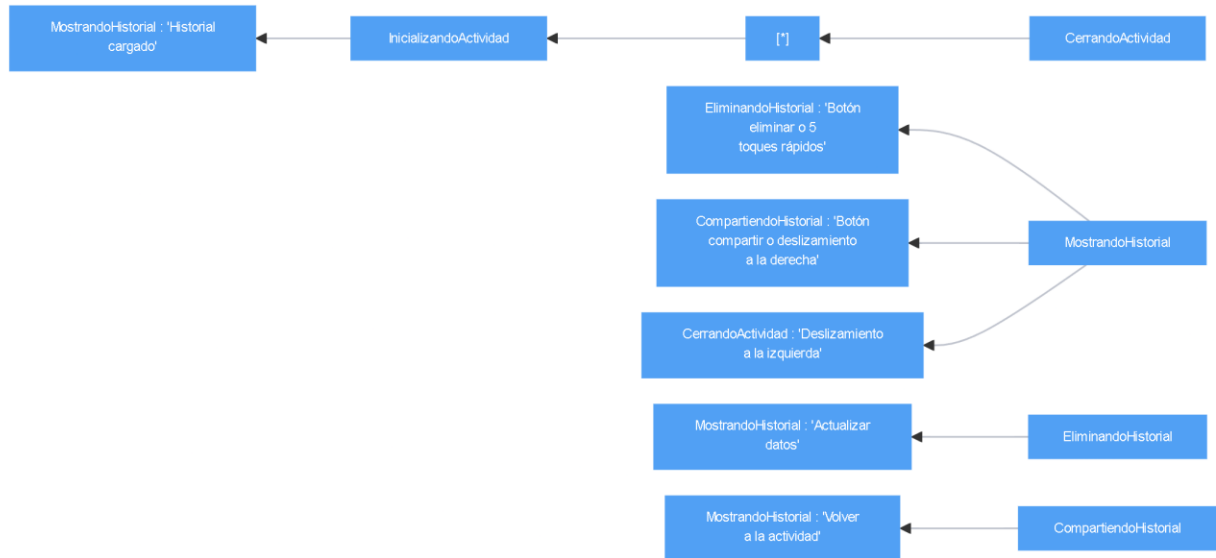 MostrandoHistorial : 'Historial
cargado'
InicializandoActividad
[*]
CerrandoActividad
EliminandoHistorial : 'Botón
eliminar o 5
toques rápidos'
CompartiendoHistorial : 'Botón
compartir o deslizamiento
a la derecha'
MostrandoHistorial
CerrandoActividad : 'Deslizamiento
a la izquierda'
MostrandoHistorial : 'Actualizar
datos'
EliminandoHistorial
MostrandoHistorial : 'Volver
a la actividad'
CompartiendoHistorial